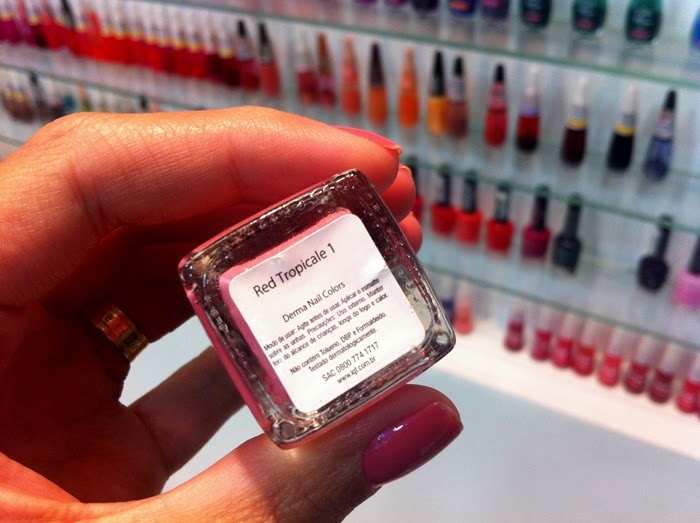 Red Tropicale 1
Derma Nail Colors
Modo de usar: Agite antes de usar. Aplicar o esmalte
sobre as unhas. Precauções: Uso externo. Manter
fora do alcance de crianças, longe do fogo e calor.
Não contém Tolueno, DBP e Formaldeído.
Testado dermatologicamente.
SAC 0800 774 1717